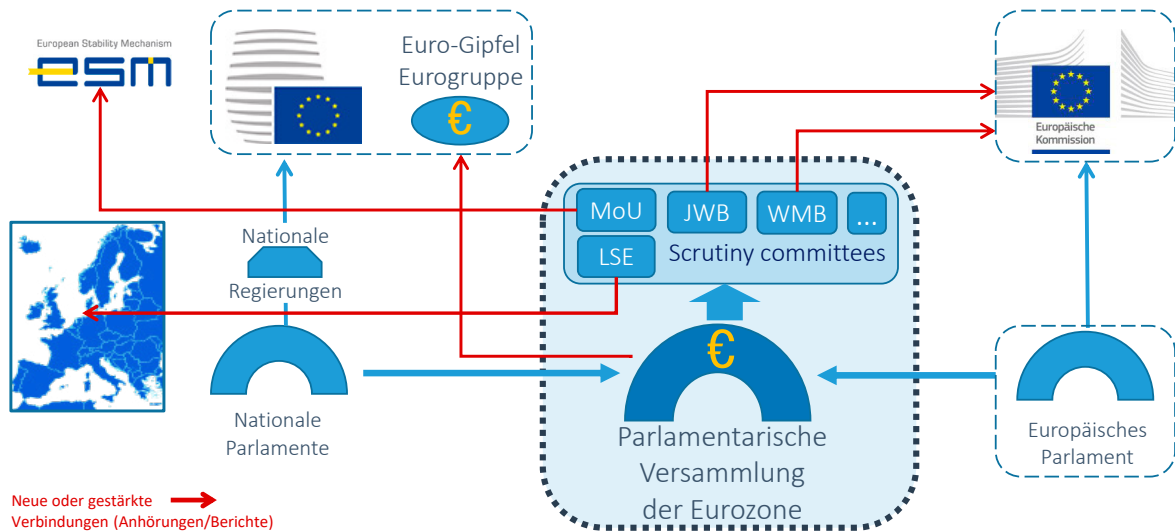 European Stability Mechanism
esm
Euro-Gipfel
Eurogruppe
€
Europäische
Kommission
MoU
JWB
WMB
...
LSE
Scrutiny committees
Nationale
Regierungen
€
Nationale
Parlamente
Parlamentarische
Versammlung
der Eurozone
Europäisches
Parlament
Neue oder gestärkte
Verbindungen (Anhörungen/Berichte)